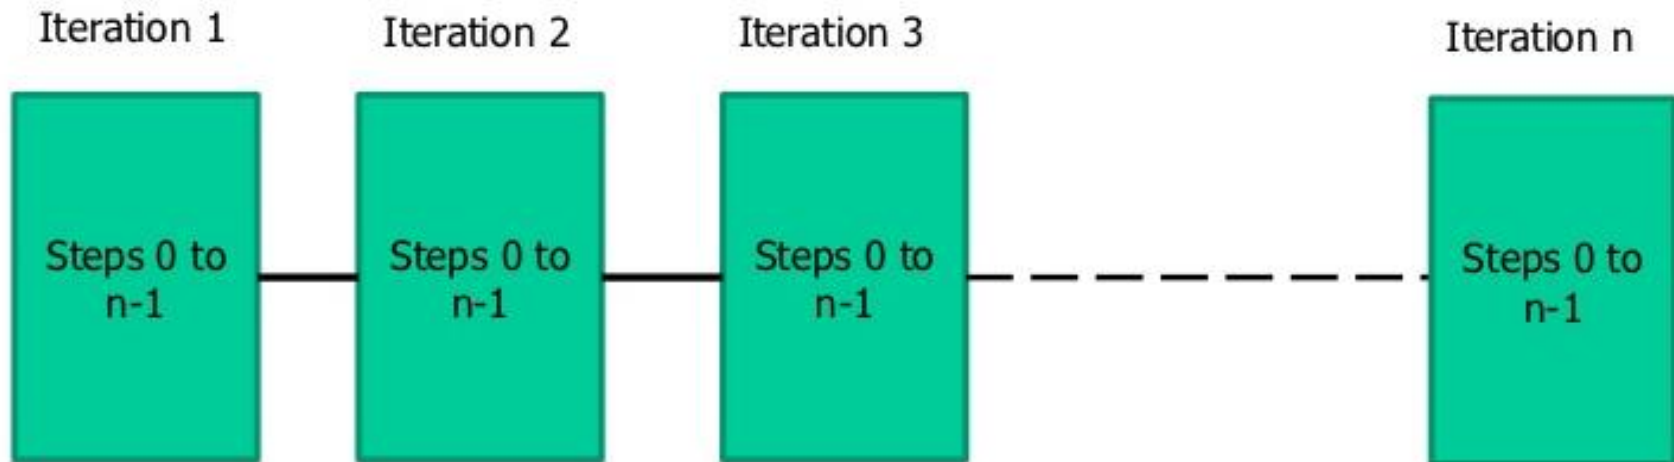 Iteration 1
Iteration 2
Iteration 3
Iteration n
Steps 0 to
n-1
Steps 0 to
n-1
Steps 0 to
n-1
Steps 0 to
n-1